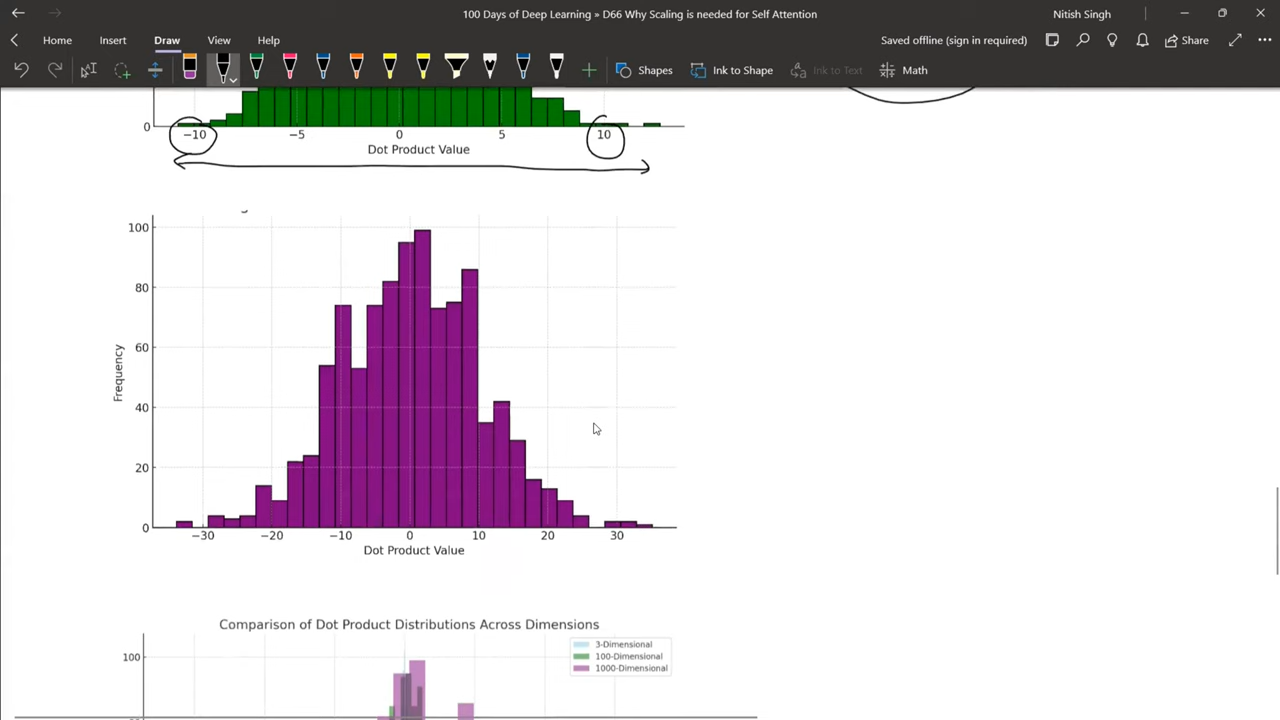 100 Days of Deep Learning » D66 Why Scaling is needed for Self Attention
Nitish Singh
Home Insert Draw View Help
Saved offline (sign in required)
Share
Shapes
Ink to Shape
Ink to Text
Math
0
−10 −5 0 5 10
Dot Product Value
100
80
60
40
20
0
Frequency
−30 −20 −10 0 10 20 30
Dot Product Value
Comparison of Dot Product Distributions Across Dimensions
3-Dimensional
100-Dimensional
1000-Dimensional
100